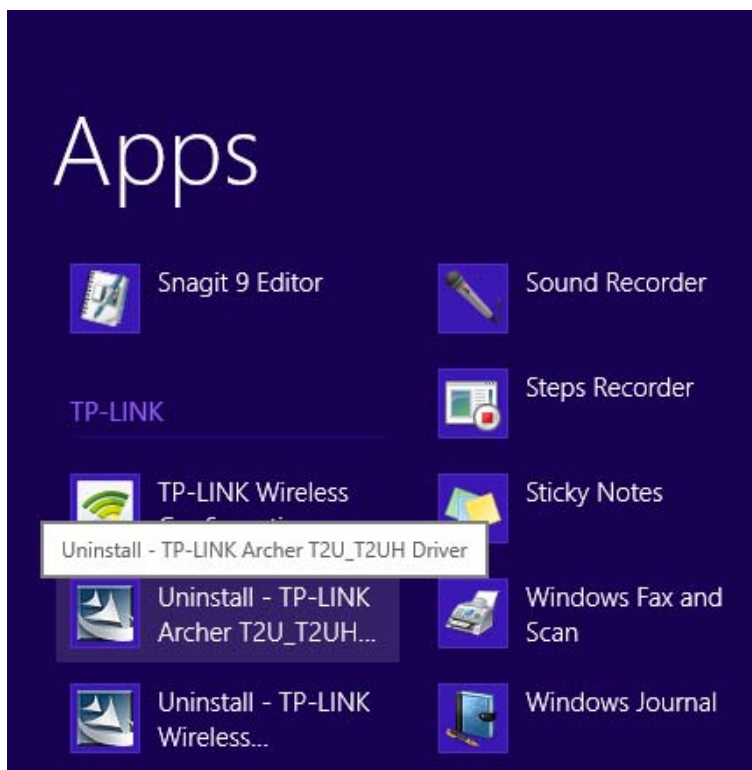 Apps
Snagit 9 Editor
TP-LINK
TP-LINK Wireless
Uninstall - TP-LINK Archer T2U_T2UH Driver
Uninstall - TP-LINK
Archer T2U_T2UH...
Uninstall - TP-LINK
Wireless...
Sound Recorder
Steps Recorder
Sticky Notes
Windows Fax and
Scan
Windows Journal